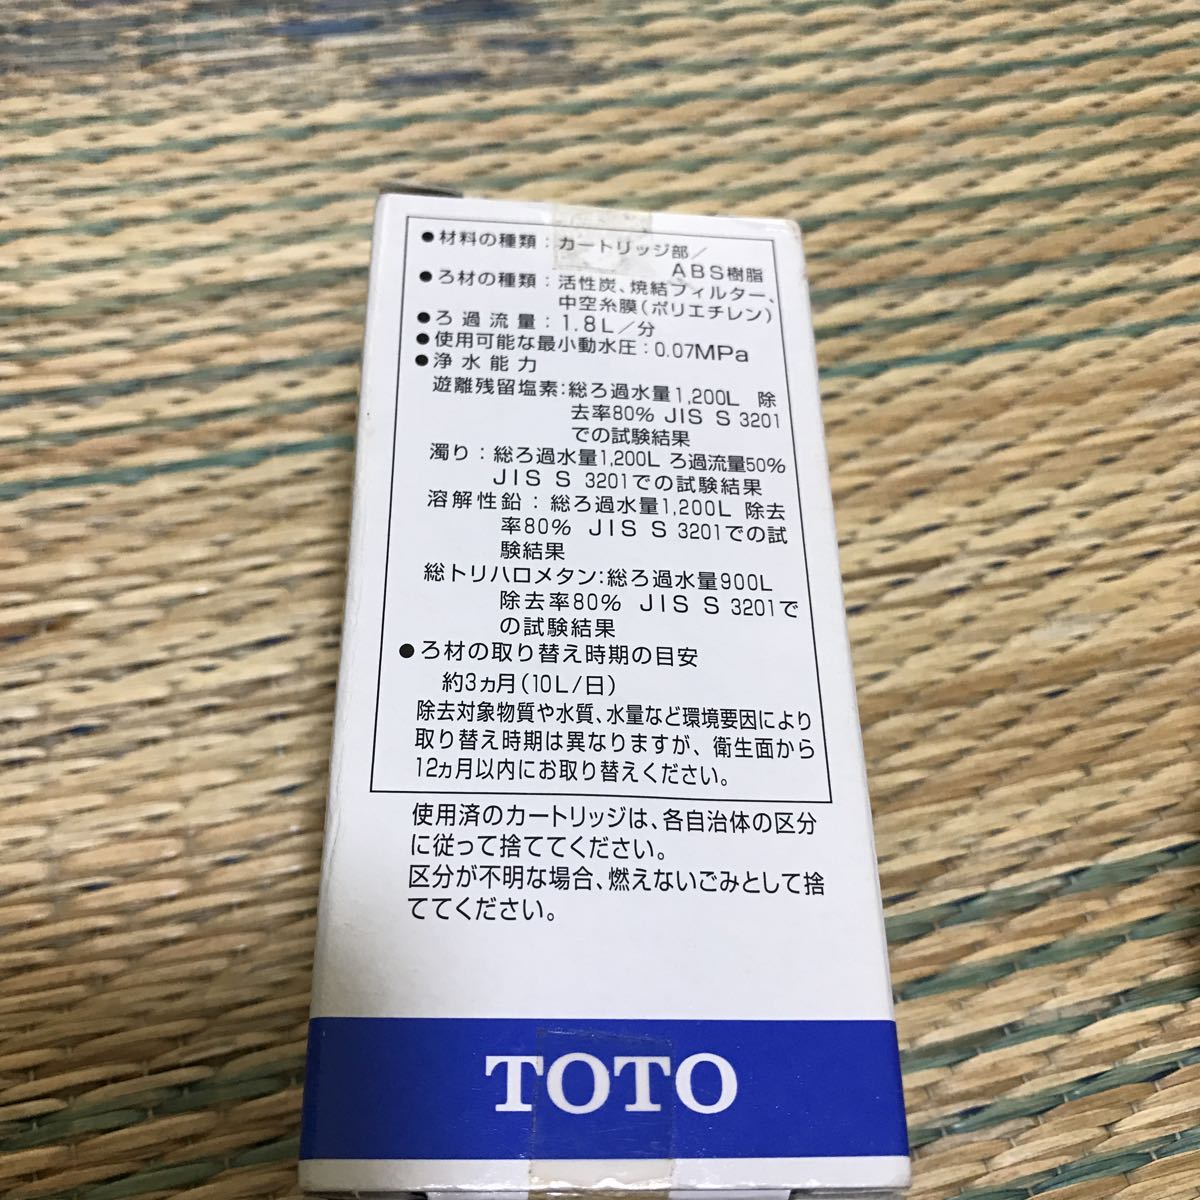 ●材料の種類：カートリッジ部／
ABS樹脂
●ろ材の種類：活性炭、焼結フィルター、
中空糸膜（ポリエチレン）
●ろ過流量：1.8L／分
●使用可能な最小動水圧：0.07MPa
●浄水能力
遊離残留塩素：総ろ過水量1,200L 除
去率80% JIS S 3201
での試験結果
濁り：総ろ過水量1,200L ろ過流量50%
JIS S 3201での試験結果
溶解性鉛：総ろ過水量1,200L 除去
率80% JIS S 3201での試
験結果
総トリハロメタン：総ろ過水量900L
除去率80% JIS S 3201で
の試験結果
●ろ材の取り替え時期の目安
約3ヵ月（10L/日）
除去対象物質や水質、水量など環境要因により
取り替え時期は異なりますが、衛生面から
12ヵ月以内にお取り替えください。
使用済のカートリッジは、各自治体の区分
に従って捨ててください。
区分が不明な場合、燃えないごみとして捨
ててください。
TOTO